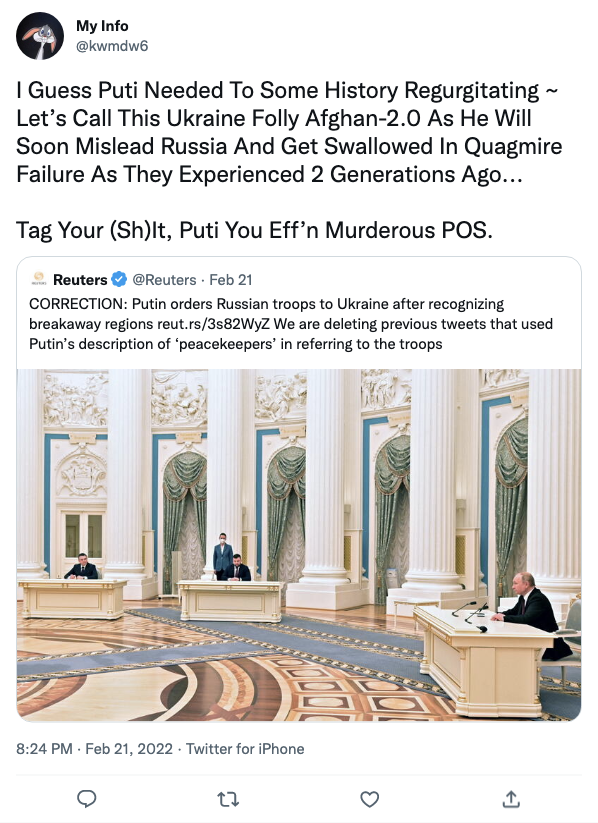 My Info
@kwmdw6
I Guess Puti Needed To Some History Regurgitating ~
Let’s Call This Ukraine Folly Afghan-2.0 As He Will
Soon Mislead Russia And Get Swallowed In Quagmire
Failure As They Experienced 2 Generations Ago…
Tag Your (Sh)It, Puti You Eff’n Murderous POS.
Reuters @Reuters · Feb 21
CORRECTION: Putin orders Russian troops to Ukraine after recognizing
breakaway regions reut.rs/3s82WyZ We are deleting previous tweets that used
Putin’s description of ‘peacekeepers’ in referring to the troops
8:24 PM · Feb 21, 2022 · Twitter for iPhone